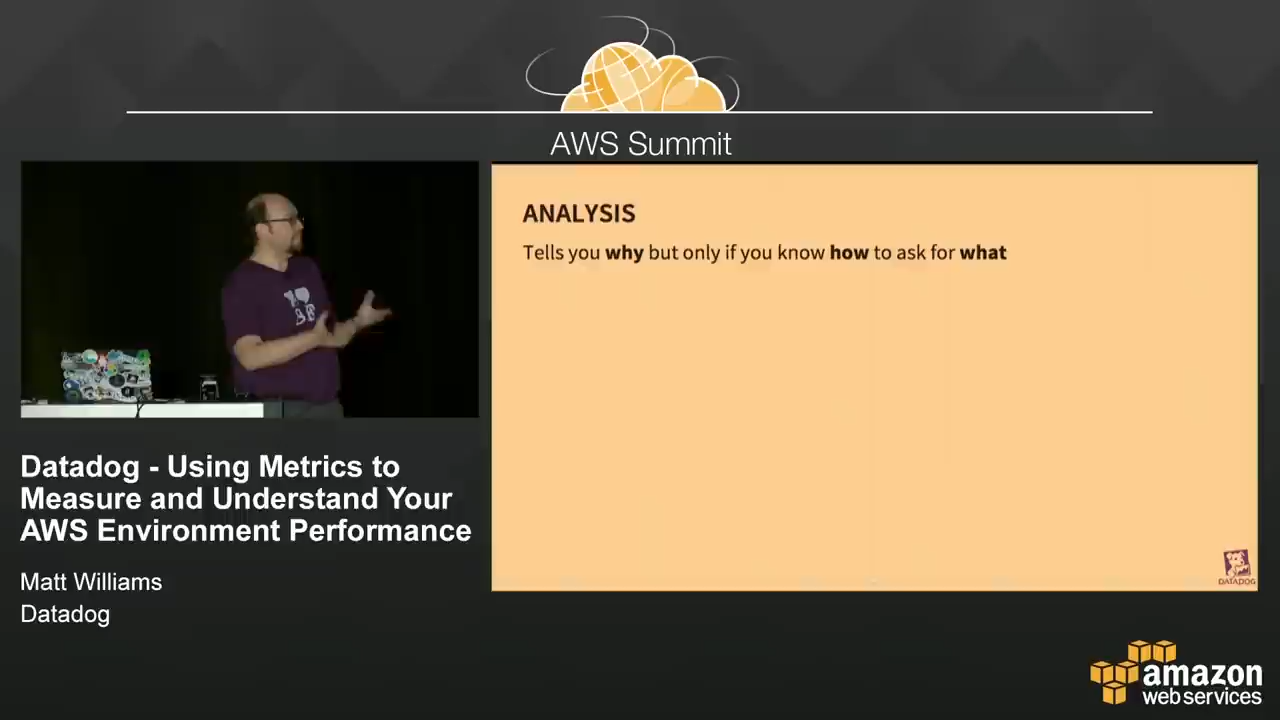 AWS Summit
ANALYSIS
Tells you why but only if you know how to ask for what
DATADOG
Datadog - Using Metrics to
Measure and Understand Your
AWS Environment Performance
Matt Williams
Datadog
amazon
web services